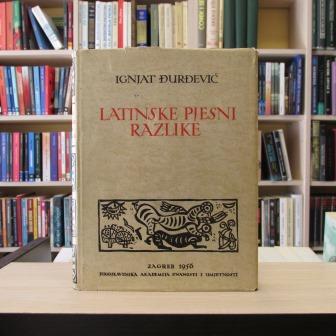 IGNJAT ĐURĐEVIĆ
LATINSKE PJESNI
RAZLIKE
ZAGREB 1956
JUGOSLAVENSKA AKADEMIJA ZNANOSTI I UMJETNOSTI